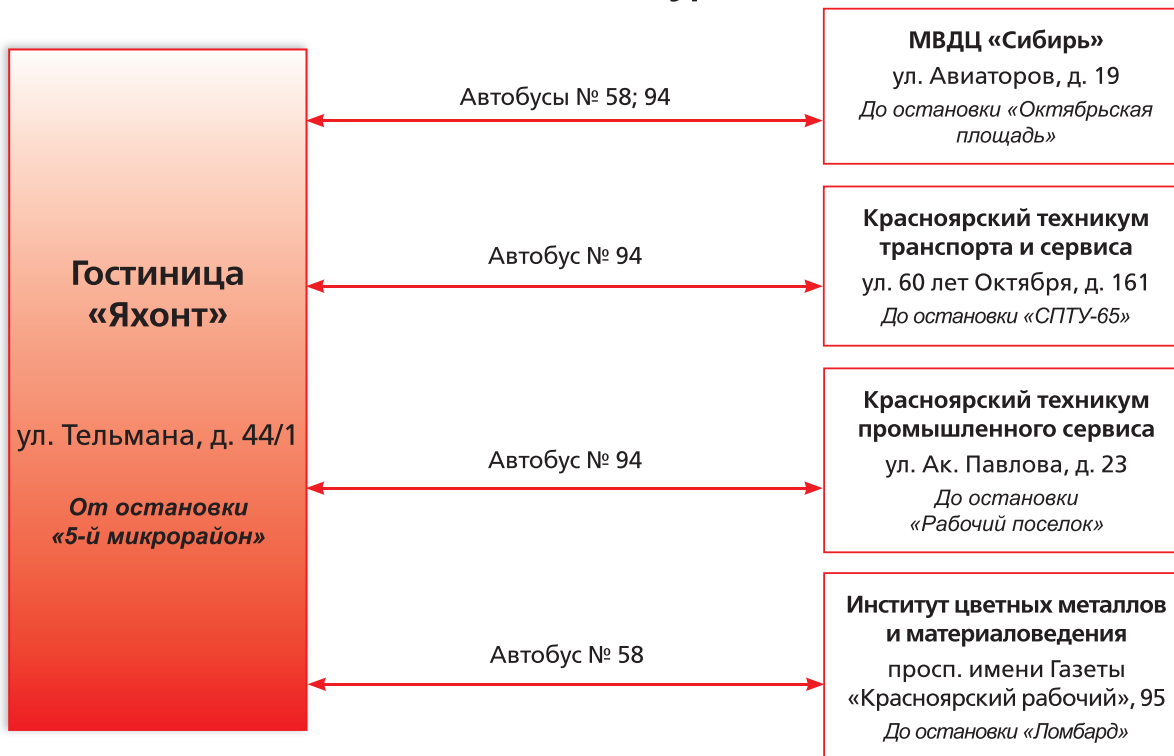 Гостиница
«Яхонт»
ул. Тельмана, д. 44/1
От остановки
«5-й микрорайон»
Автобусы № 58; 94
МВДЦ «Сибирь»
ул. Авиаторов, д. 19
До остановки «Октябрьская
площадь»
Автобус № 94
Красноярский техникум
транспорта и сервиса
ул. 60 лет Октября, д. 161
До остановки «СПТУ-65»
Автобус № 94
Красноярский техникум
промышленного сервиса
ул. Ак. Павлова, д. 23
До остановки
«Рабочий поселок»
Автобус № 58
Институт цветных металлов
и материаловедения
просп. имени Газеты
«Красноярский рабочий», 95
До остановки «Ломбард»